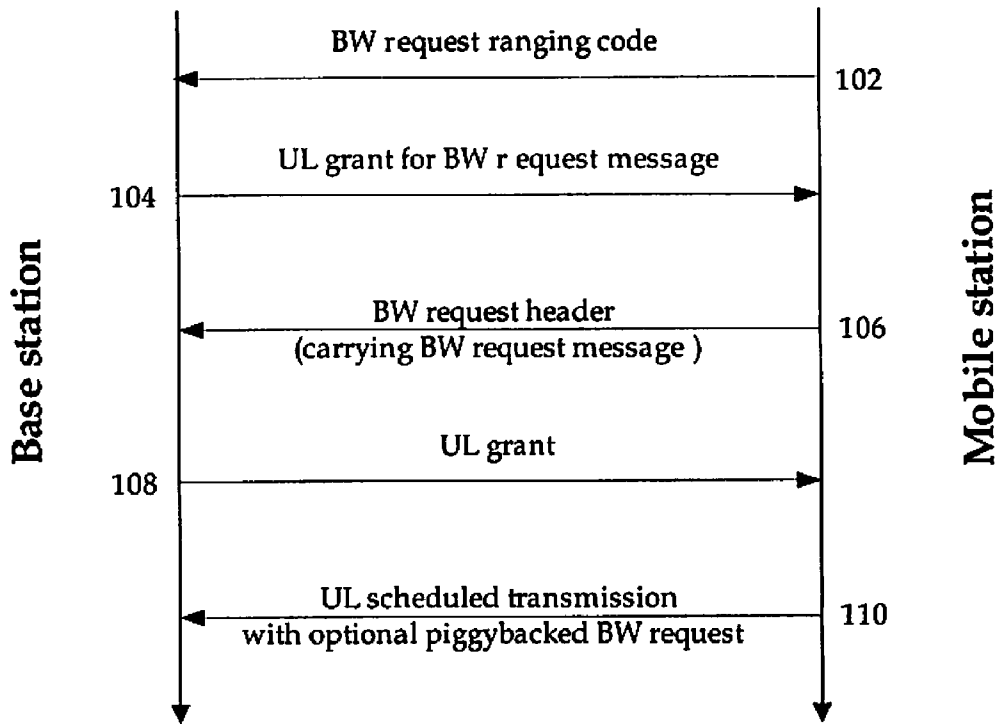 BW request ranging code
102
UL grant for BW r equest message
104
BW request header
(carrying BW request message )
106
UL grant
108
UL scheduled transmission
with optional piggybacked BW request
110
Base station
Mobile station